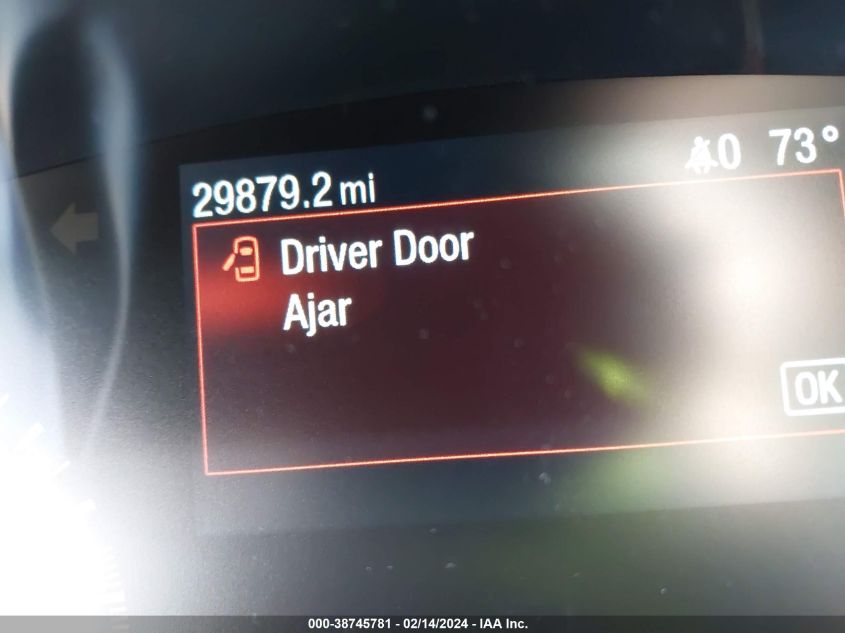 29879.2 mi
0 73°
Driver Door
Ajar
OK
000-38745781 - 02/14/2024 - IAA Inc.